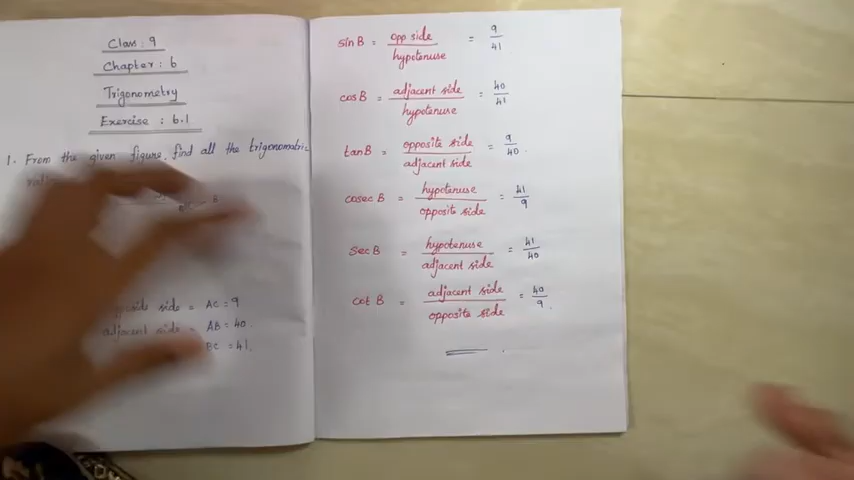 Class : 9
Chapter : 6
Trigonometry
Exercise : 6.1
1. From the given figure, find all the trigonometric
side = AC = 9
adjacent side = AB = 40.
BC = 41.
sin B = opp side / hypotenuse = 9/41
cos B = adjacent side / hypotenuse = 40/41
tan B = opposite side / adjacent side = 9/40.
cosec B = hypotenuse / opposite side = 41/9
sec B = hypotenuse / adjacent side = 41/40
cot B = adjacent side / opposite side = 40/9.